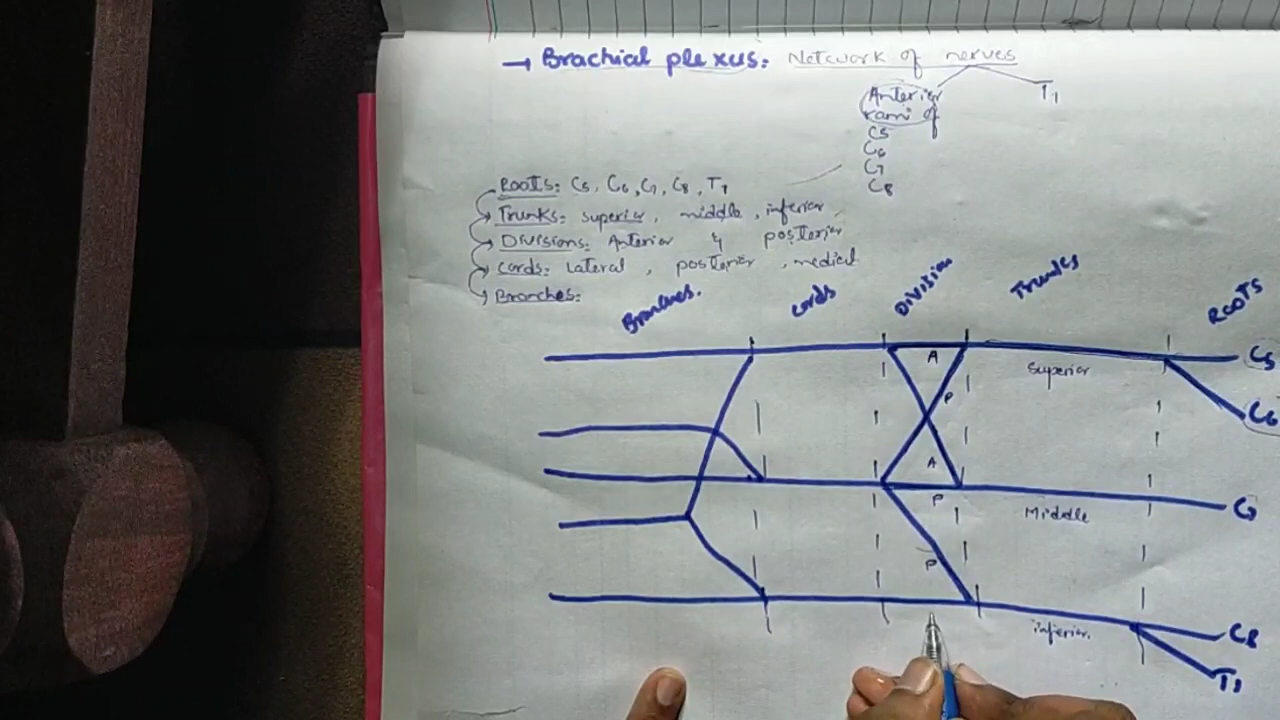 → Brachial plexus: Network of nerves
Anterior
rami of
T1
C5
C6
C7
C8
Roots: C5, C6, C7, C8, T1
Trunks: superior, middle, inferior
Divisions: Anterior & posterior
Cords: Lateral, posterior, medical
Branches:
Branches. cords Division Trunks ROOTS
A
Superior
C5
P
C6
A
P
Middle
C7
P
inferior.
C8
T1